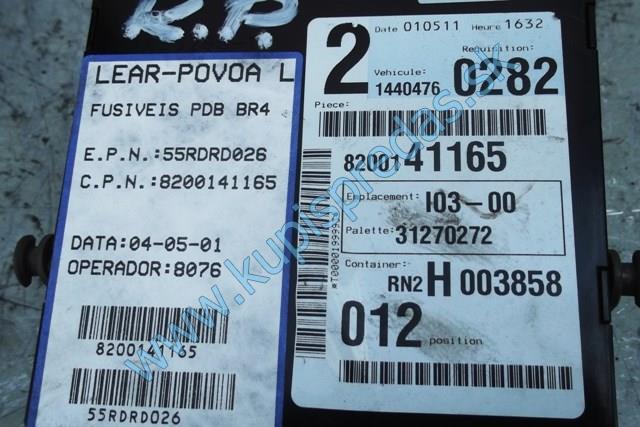 K.P.
LEAR-POVOA L
FUSIVEIS PDB BR4
E.P.N.:55RDRD026
C.P.N.:8200141165
DATA:04-05-01
OPERADOR:8076
8200141165
55RDRD026
2
Date 010511 Heure 1632
Requisition:
Vehicule:
1440476 0282
Piece:
8200141165
Emplacement: I03-00
Palette: 31270272
Container:
RN2 H 003858
012 position
www.kupispredas.sk